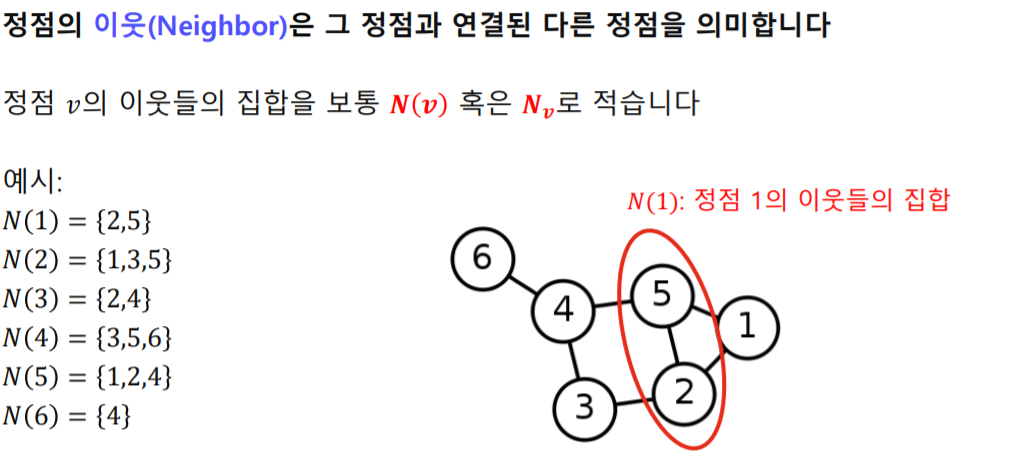 정점의 이웃(Neighbor)은 그 정점과 연결된 다른 정점을 의미합니다
정점 v의 이웃들의 집합을 보통 N(v) 혹은 Nᵥ로 적습니다
예시:
N(1) = {2,5}
N(2) = {1,3,5}
N(3) = {2,4}
N(4) = {3,5,6}
N(5) = {1,2,4}
N(6) = {4}
N(1): 정점 1의 이웃들의 집합
6
4
5
1
3
2